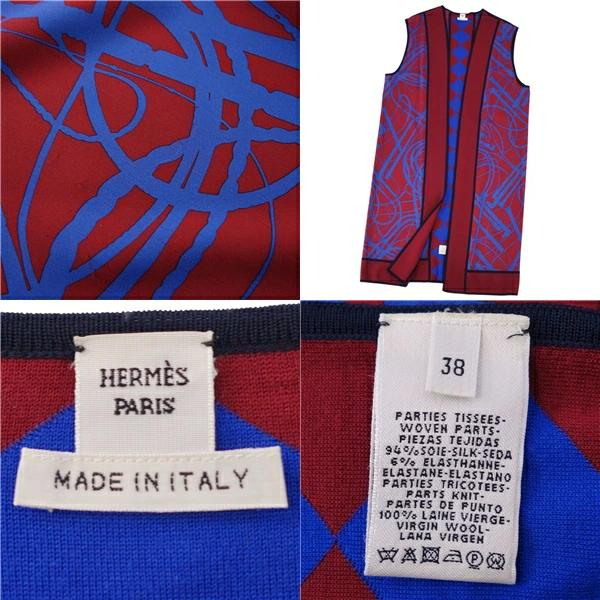 HERMÈS
PARIS
MADE IN ITALY
38
PARTIES TISSEES-
WOVEN PARTS-
PIEZAS TEJIDAS
94%SOIE-SILK-SEDA
6% ELASTHANNE-
ELASTANE-ELASTANO
PARTIES TRICOTEES-
PARTS KNIT-
PARTES DE PUNTO
100% LAINE VIERGE-
VIRGIN WOOL-
LANA VIRGEN